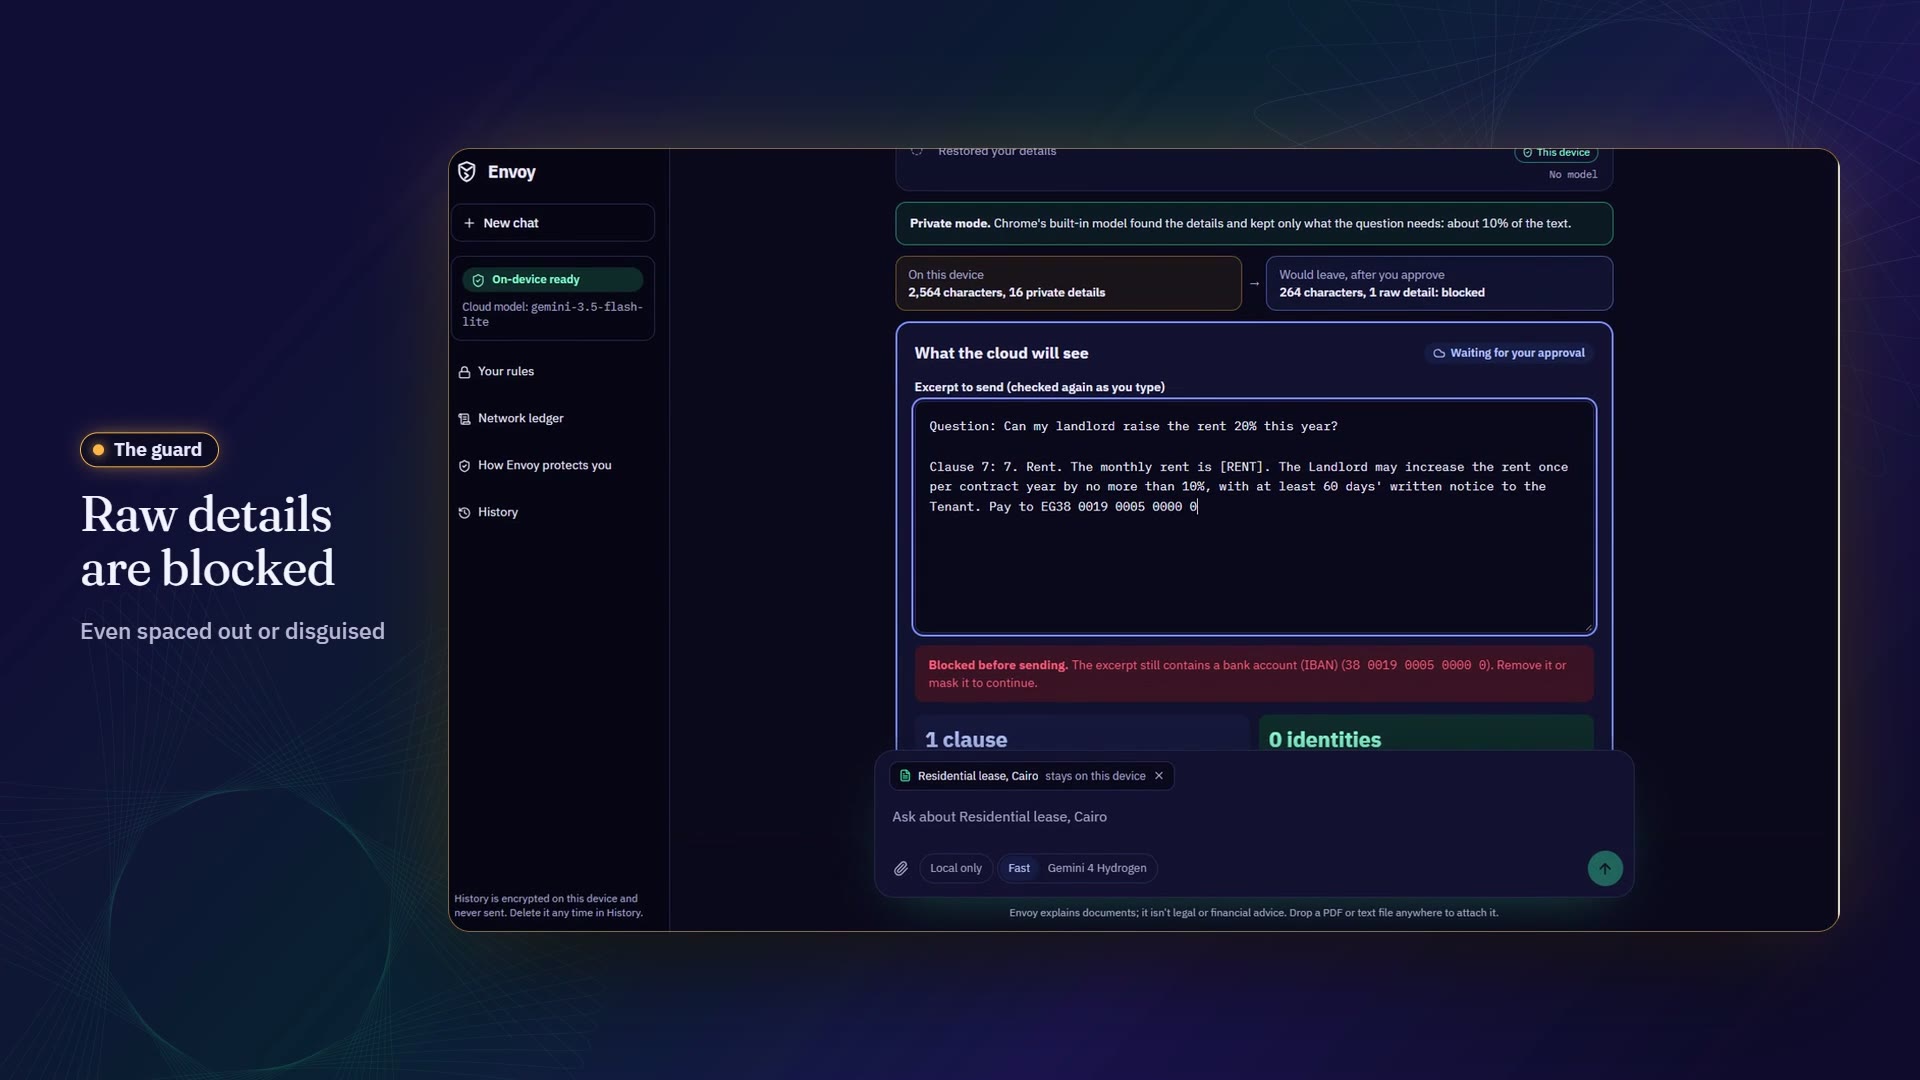 The guard
Raw details
are blocked
Even spaced out or disguised
Envoy
New chat
On-device ready
Cloud model: gemini-3.5-flash-
lite
Your rules
Network ledger
How Envoy protects you
History
History is encrypted on this device and
never sent. Delete it any time in History.
Restored your details
This device
No model
Private mode. Chrome's built-in model found the details and kept only what the question needs: about 10% of the text.
On this device
2,564 characters, 16 private details
→
Would leave, after you approve
264 characters, 1 raw detail: blocked
What the cloud will see
Waiting for your approval
Excerpt to send (checked again as you type)
Question: Can my landlord raise the rent 20% this year?
Clause 7: 7. Rent. The monthly rent is [RENT]. The Landlord may increase the rent once
per contract year by no more than 10%, with at least 60 days' written notice to the
Tenant. Pay to EG38 0019 0005 0000 0
Blocked before sending. The excerpt still contains a bank account (IBAN) (38 0019 0005 0000 0). Remove it or
mask it to continue.
1 clause
0 identities
Residential lease, Cairo stays on this device
Ask about Residential lease, Cairo
Local only
Fast
Gemini 4 Hydrogen
Envoy explains documents; it isn't legal or financial advice. Drop a PDF or text file anywhere to attach it.